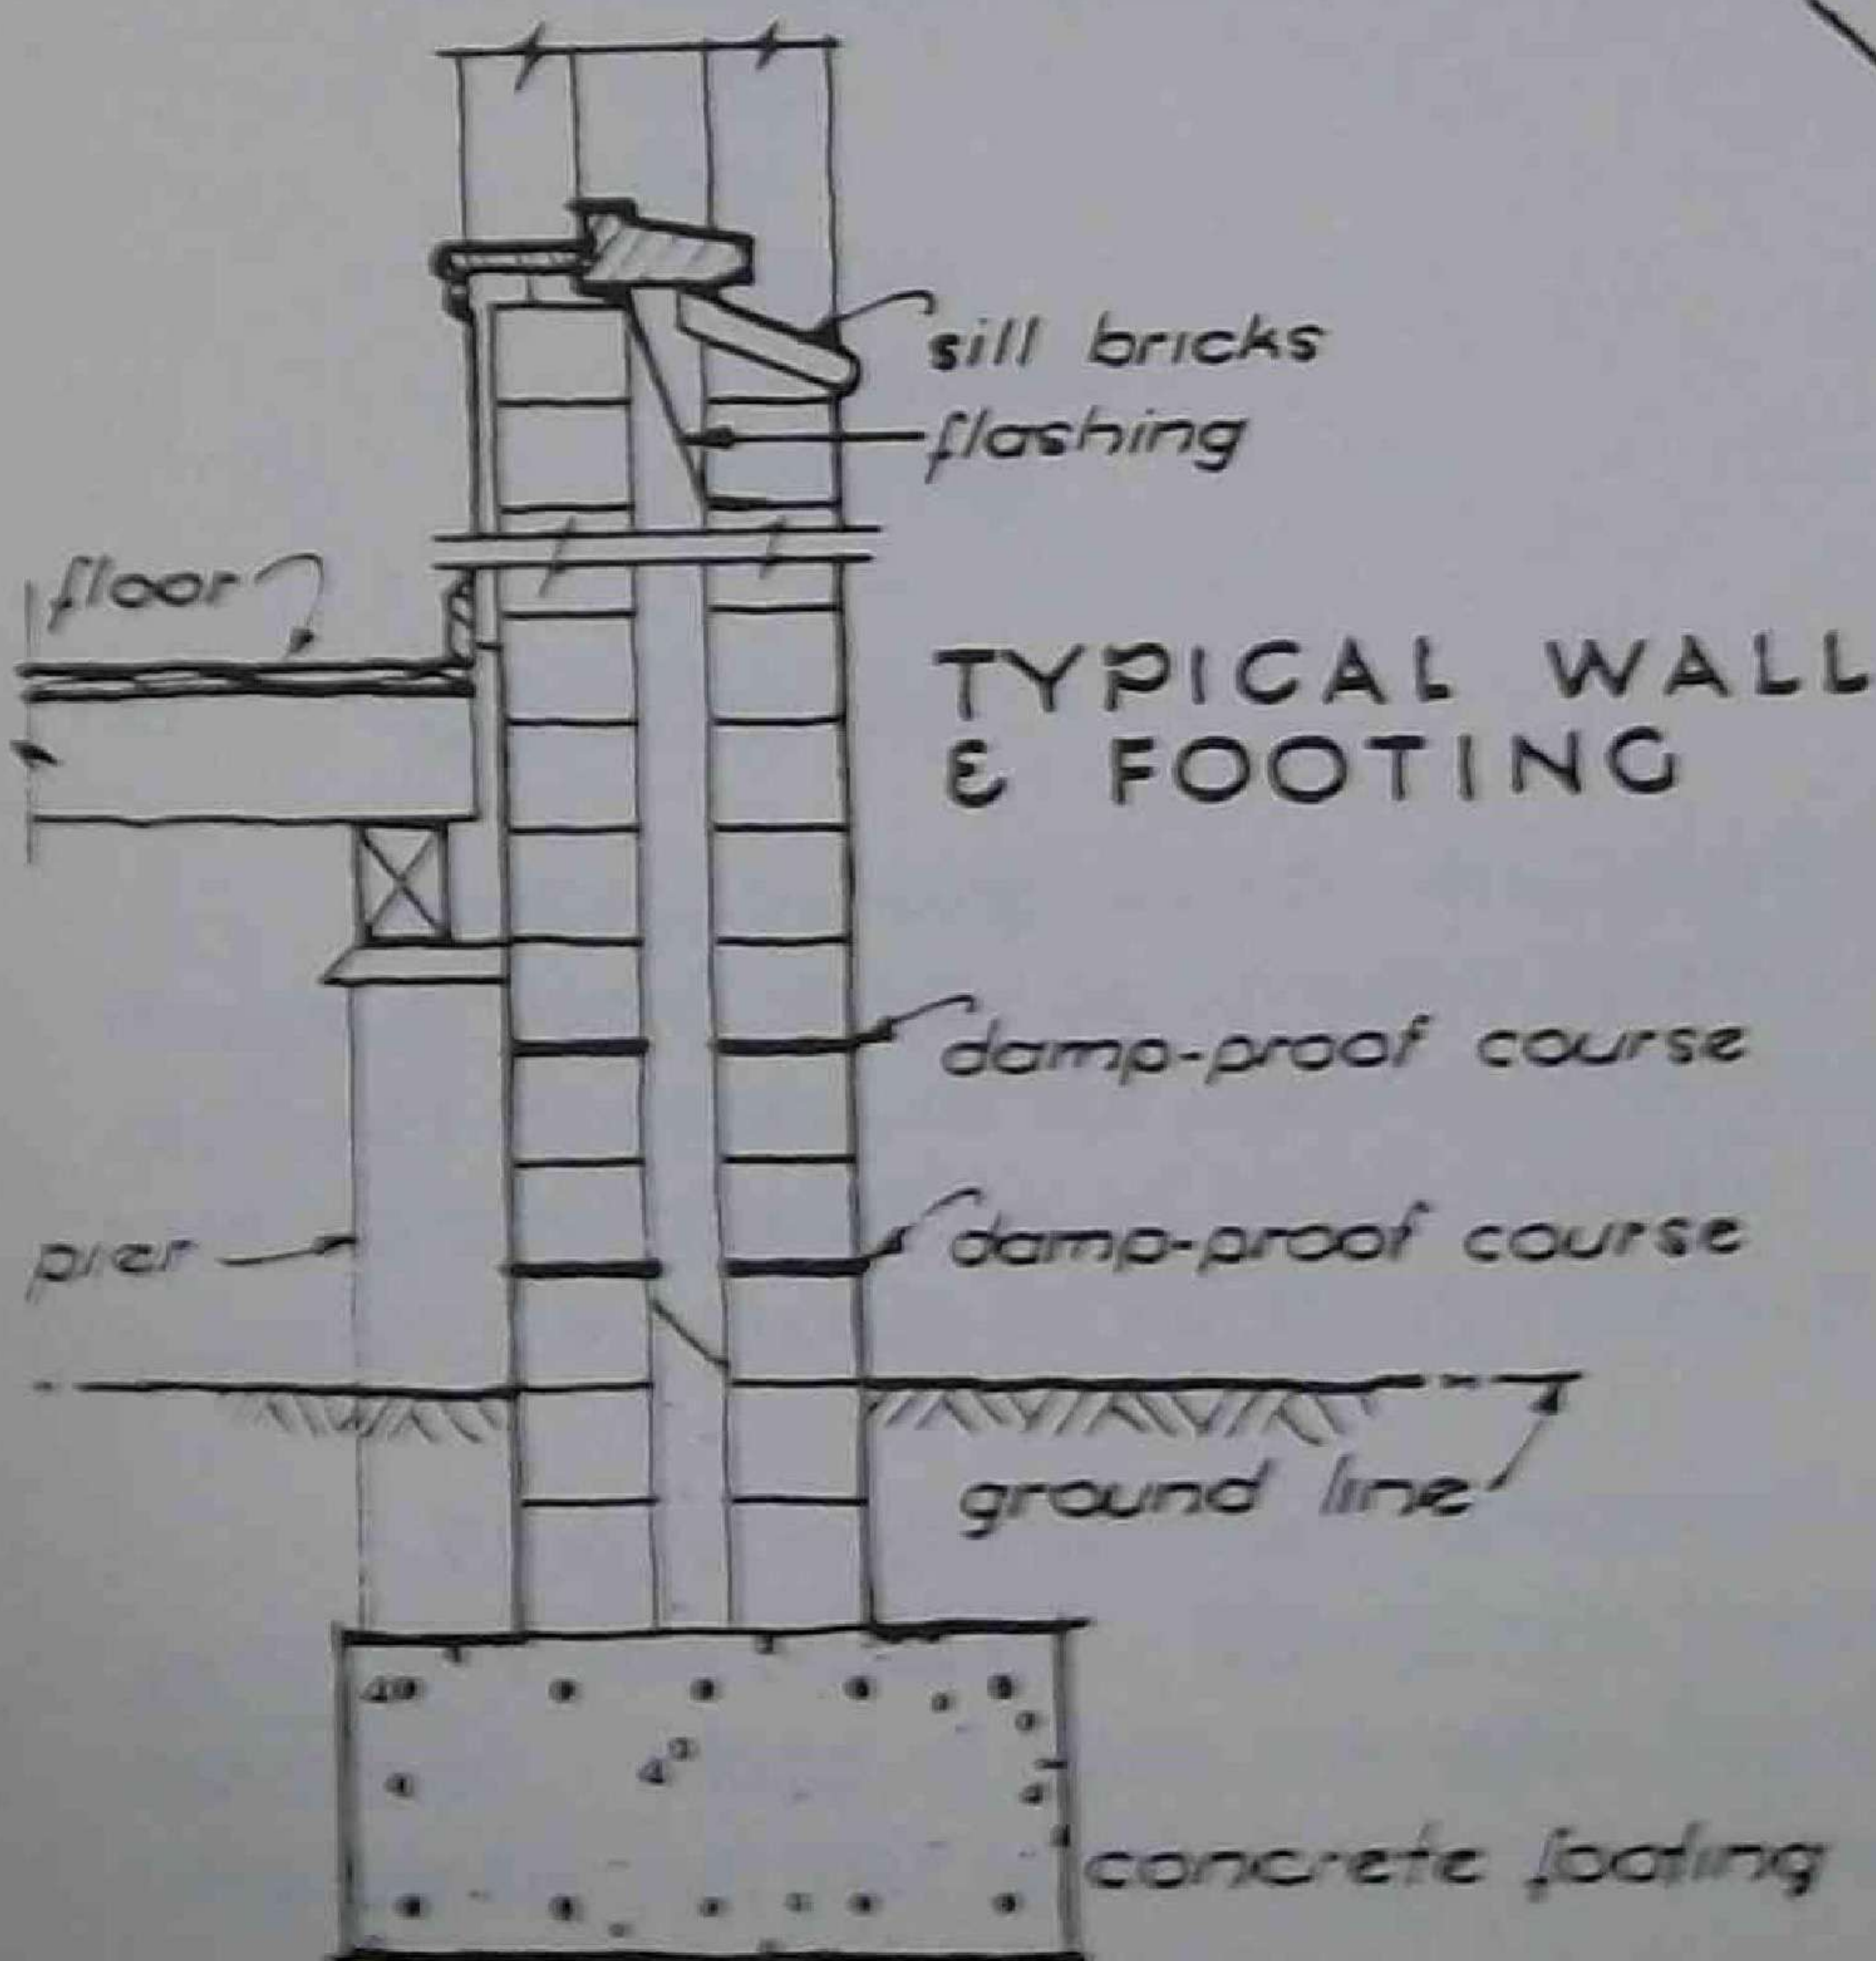 sill bricks
flashing
floor
TYPICAL WALL
& FOOTING
damp-proof course
pier
damp-proof course
ground line
concrete footing